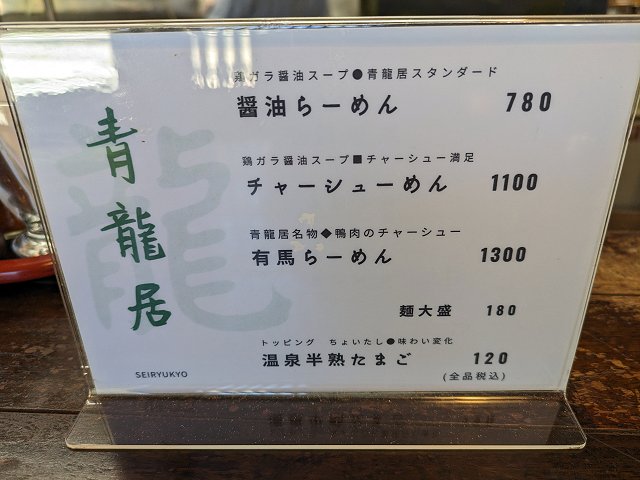 青龍居
龍
SEIRYUKYO
鶏ガラ醤油スープ●青龍居スタンダード
醤油らーめん 780
鶏ガラ醤油スープ■チャーシュー満足
チャーシューめん 1100
青龍居名物◆鴨肉のチャーシュー
有馬らーめん 1300
麺大盛 180
トッピング ちょいたし●味わい変化
温泉半熟たまご 120
(全品税込)